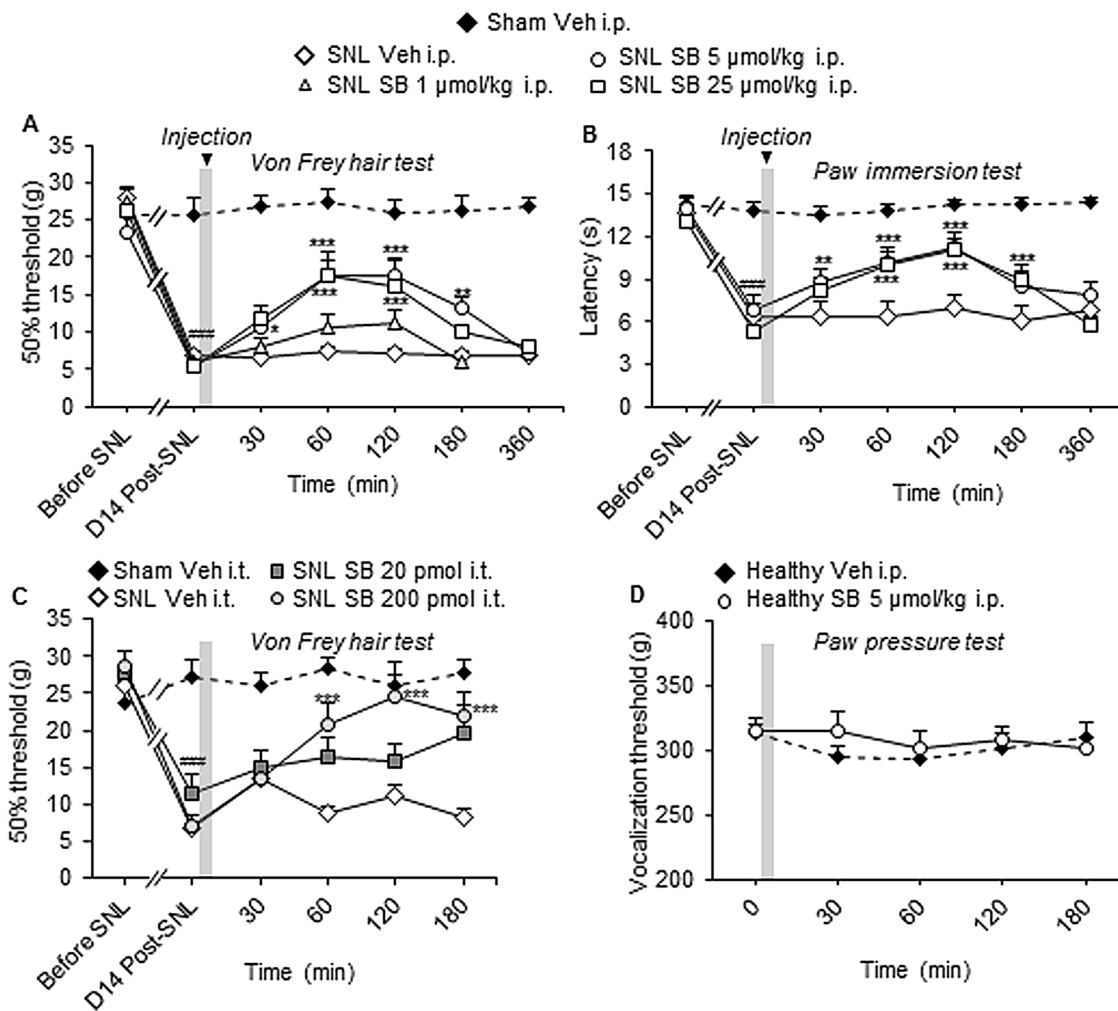 Sham Veh i.p.
SNL Veh i.p.
SNL SB 5 µmol/kg i.p.
SNL SB 1 µmol/kg i.p.
SNL SB 25 µmol/kg i.p.
A
Injection
Von Frey hair test
50% threshold (g)
35
30
25
20
15
10
5
0
***
***
***
***
**
*
###
Before SNL
D14 Post-SNL
30
60
120
180
360
Time (min)
B
Injection
Paw immersion test
Latency (s)
18
15
12
9
6
3
0
**
***
***
***
***
***
###
Before SNL
D14 Post-SNL
30
60
120
180
360
Time (min)
C
Sham Veh i.t.
SNL SB 20 pmol i.t.
SNL Veh i.t.
SNL SB 200 pmol i.t.
Von Frey hair test
50% threshold (g)
35
30
25
20
15
10
5
0
***
***
***
###
Before SNL
D14 Post-SNL
30
60
120
180
Time (min)
D
Healthy Veh i.p.
Healthy SB 5 µmol/kg i.p.
Paw pressure test
Vocalization threshold (g)
400
350
300
250
200
0
30
60
120
180
Time (min)